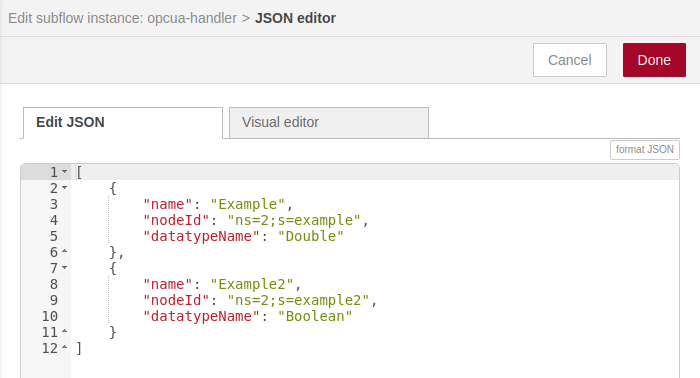 Edit subflow instance: opcua-handler > JSON editor
Cancel
Done
Edit JSON
Visual editor
format JSON
1 [
2 {
3 "name": "Example",
4 "nodeId": "ns=2;s=example",
5 "datatypeName": "Double"
6 },
7 {
8 "name": "Example2",
9 "nodeId": "ns=2;s=example2",
10 "datatypeName": "Boolean"
11 }
12 ]